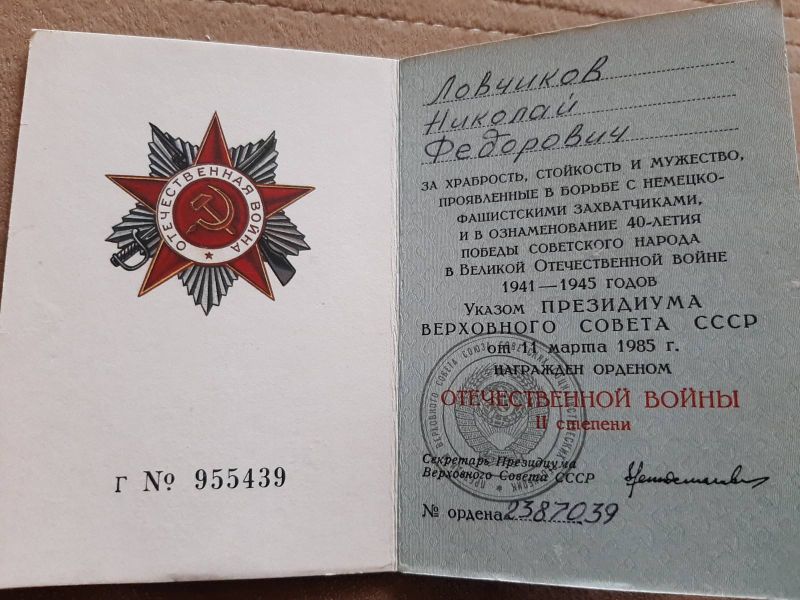 ОТЕЧЕСТВЕННАЯ ВОЙНА
Г № 955439
Ловчиков
Николай
Федорович
ЗА ХРАБРОСТЬ, СТОЙКОСТЬ И МУЖЕСТВО,
ПРОЯВЛЕННЫЕ В БОРЬБЕ С НЕМЕЦКО-
ФАШИСТСКИМИ ЗАХВАТЧИКАМИ,
И В ОЗНАМЕНОВАНИЕ 40-ЛЕТИЯ
ПОБЕДЫ СОВЕТСКОГО НАРОДА
В ВЕЛИКОЙ ОТЕЧЕСТВЕННОЙ ВОЙНЕ
1941—1945 ГОДОВ
УКАЗОМ ПРЕЗИДИУМА
ВЕРХОВНОГО СОВЕТА СССР
от 11 марта 1985 г.
НАГРАЖДЕН ОРДЕНОМ
ОТЕЧЕСТВЕННОЙ ВОЙНЫ
II степени
Секретарь Президиума
Верховного Совета СССР
№ ордена 2387039